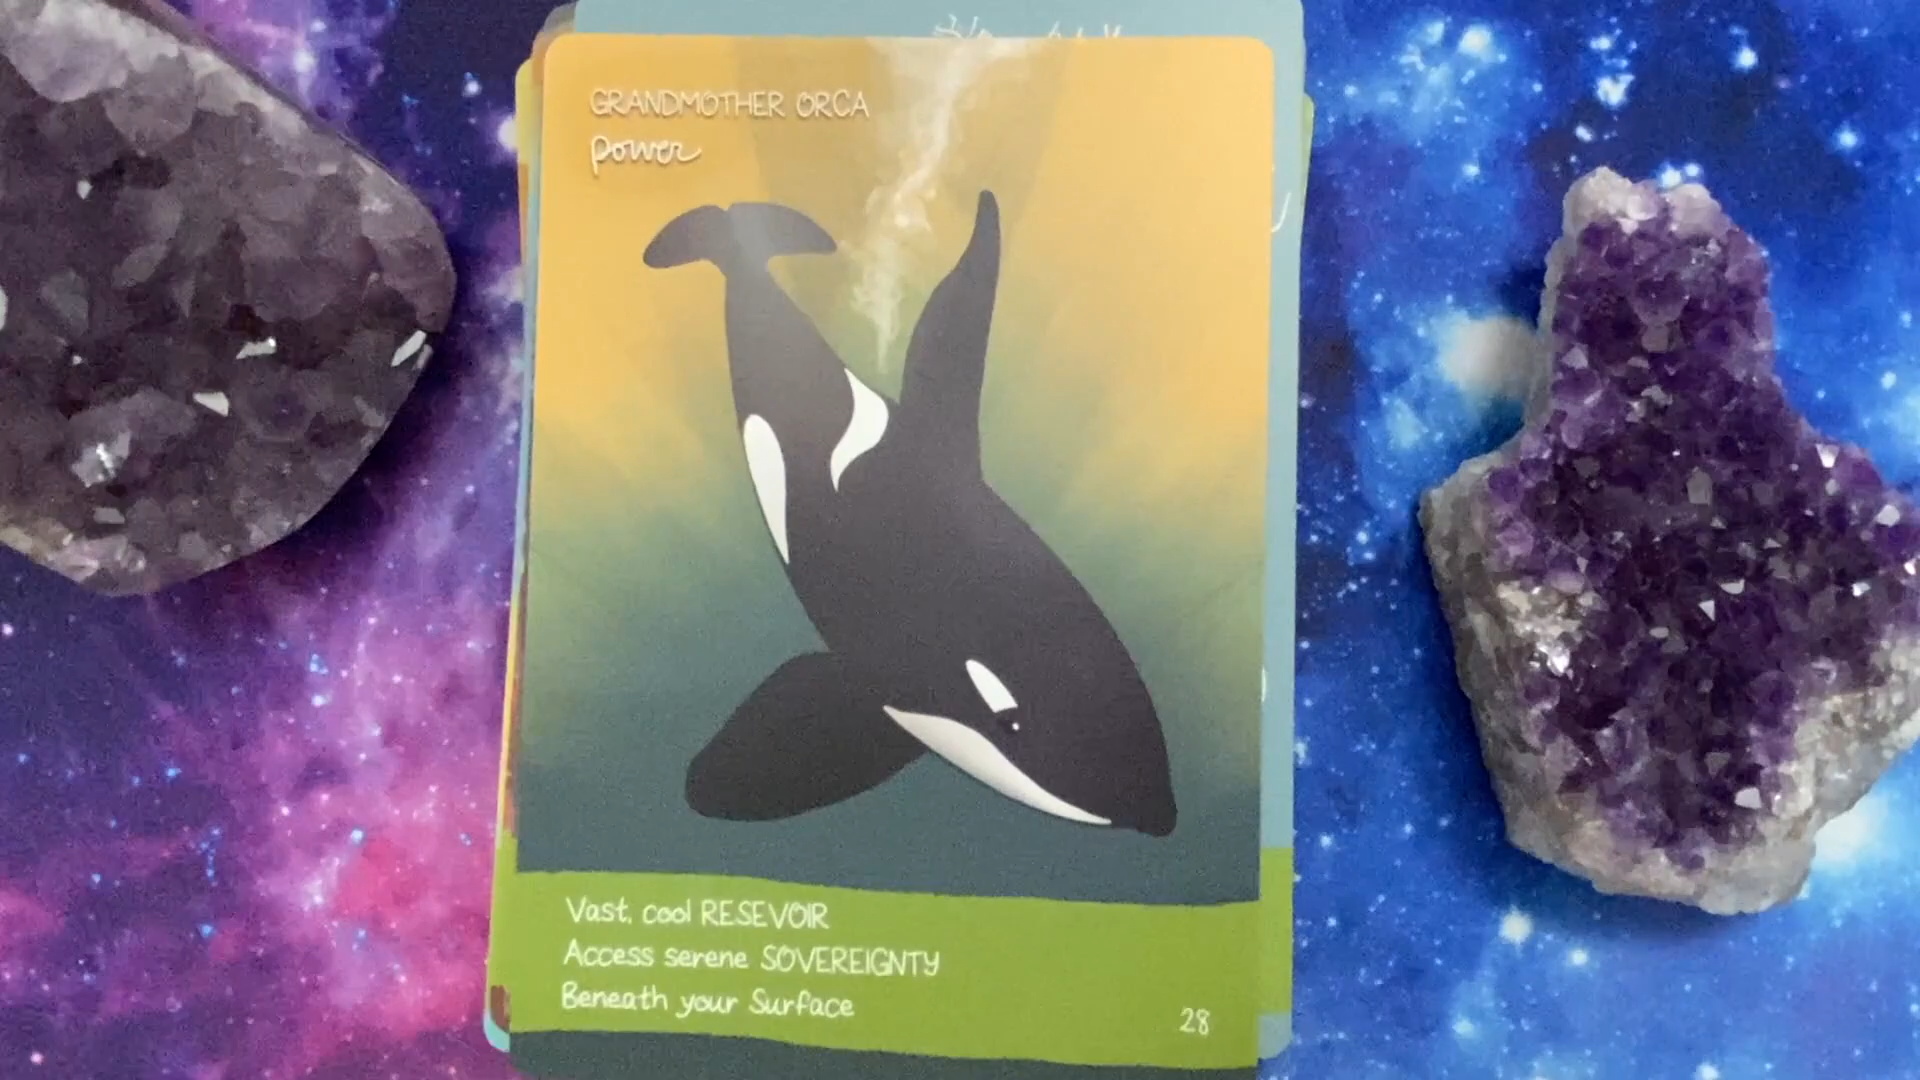 GRANDMOTHER ORCA
power
Vast, cool RESEVOIR
Access serene SOVEREIGNTY
Beneath your Surface
28